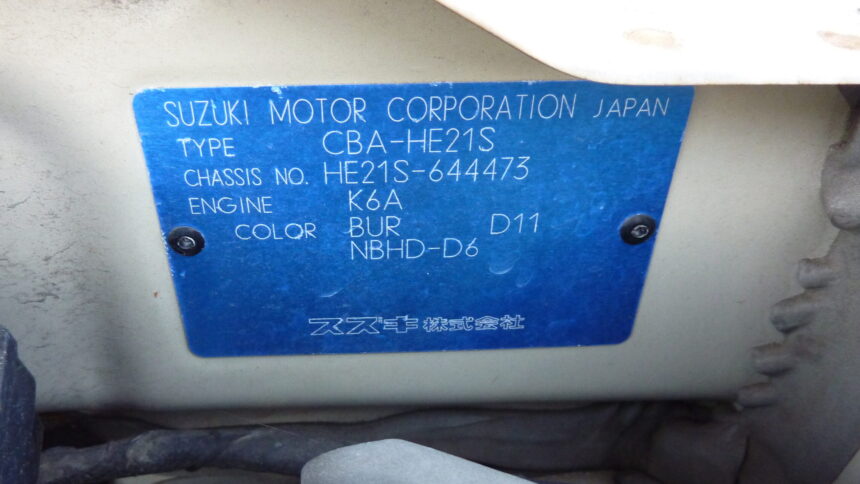 SUZUKI MOTOR CORPORATION JAPAN
TYPE CBA-HE21S
CHASSIS NO. HE21S-644473
ENGINE K6A
COLOR BUR D11
NBHD-D6
スズキ株式会社